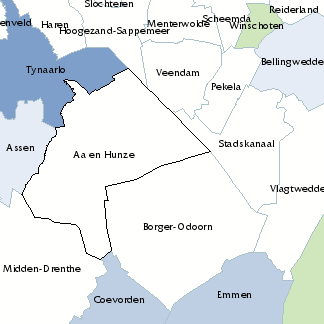 Slochteren
Reiderland
Scheemda
Menterwolde
Haren
Winschoten
Hoogezand-Sappemeer
Bellingwedde
Tynaarlo
Veendam
Pekela
Stadskanaal
Assen
Aa en Hunze
Vlagtwedde
Borger-Odoorn
Midden-Drenthe
Coevorden
Emmen